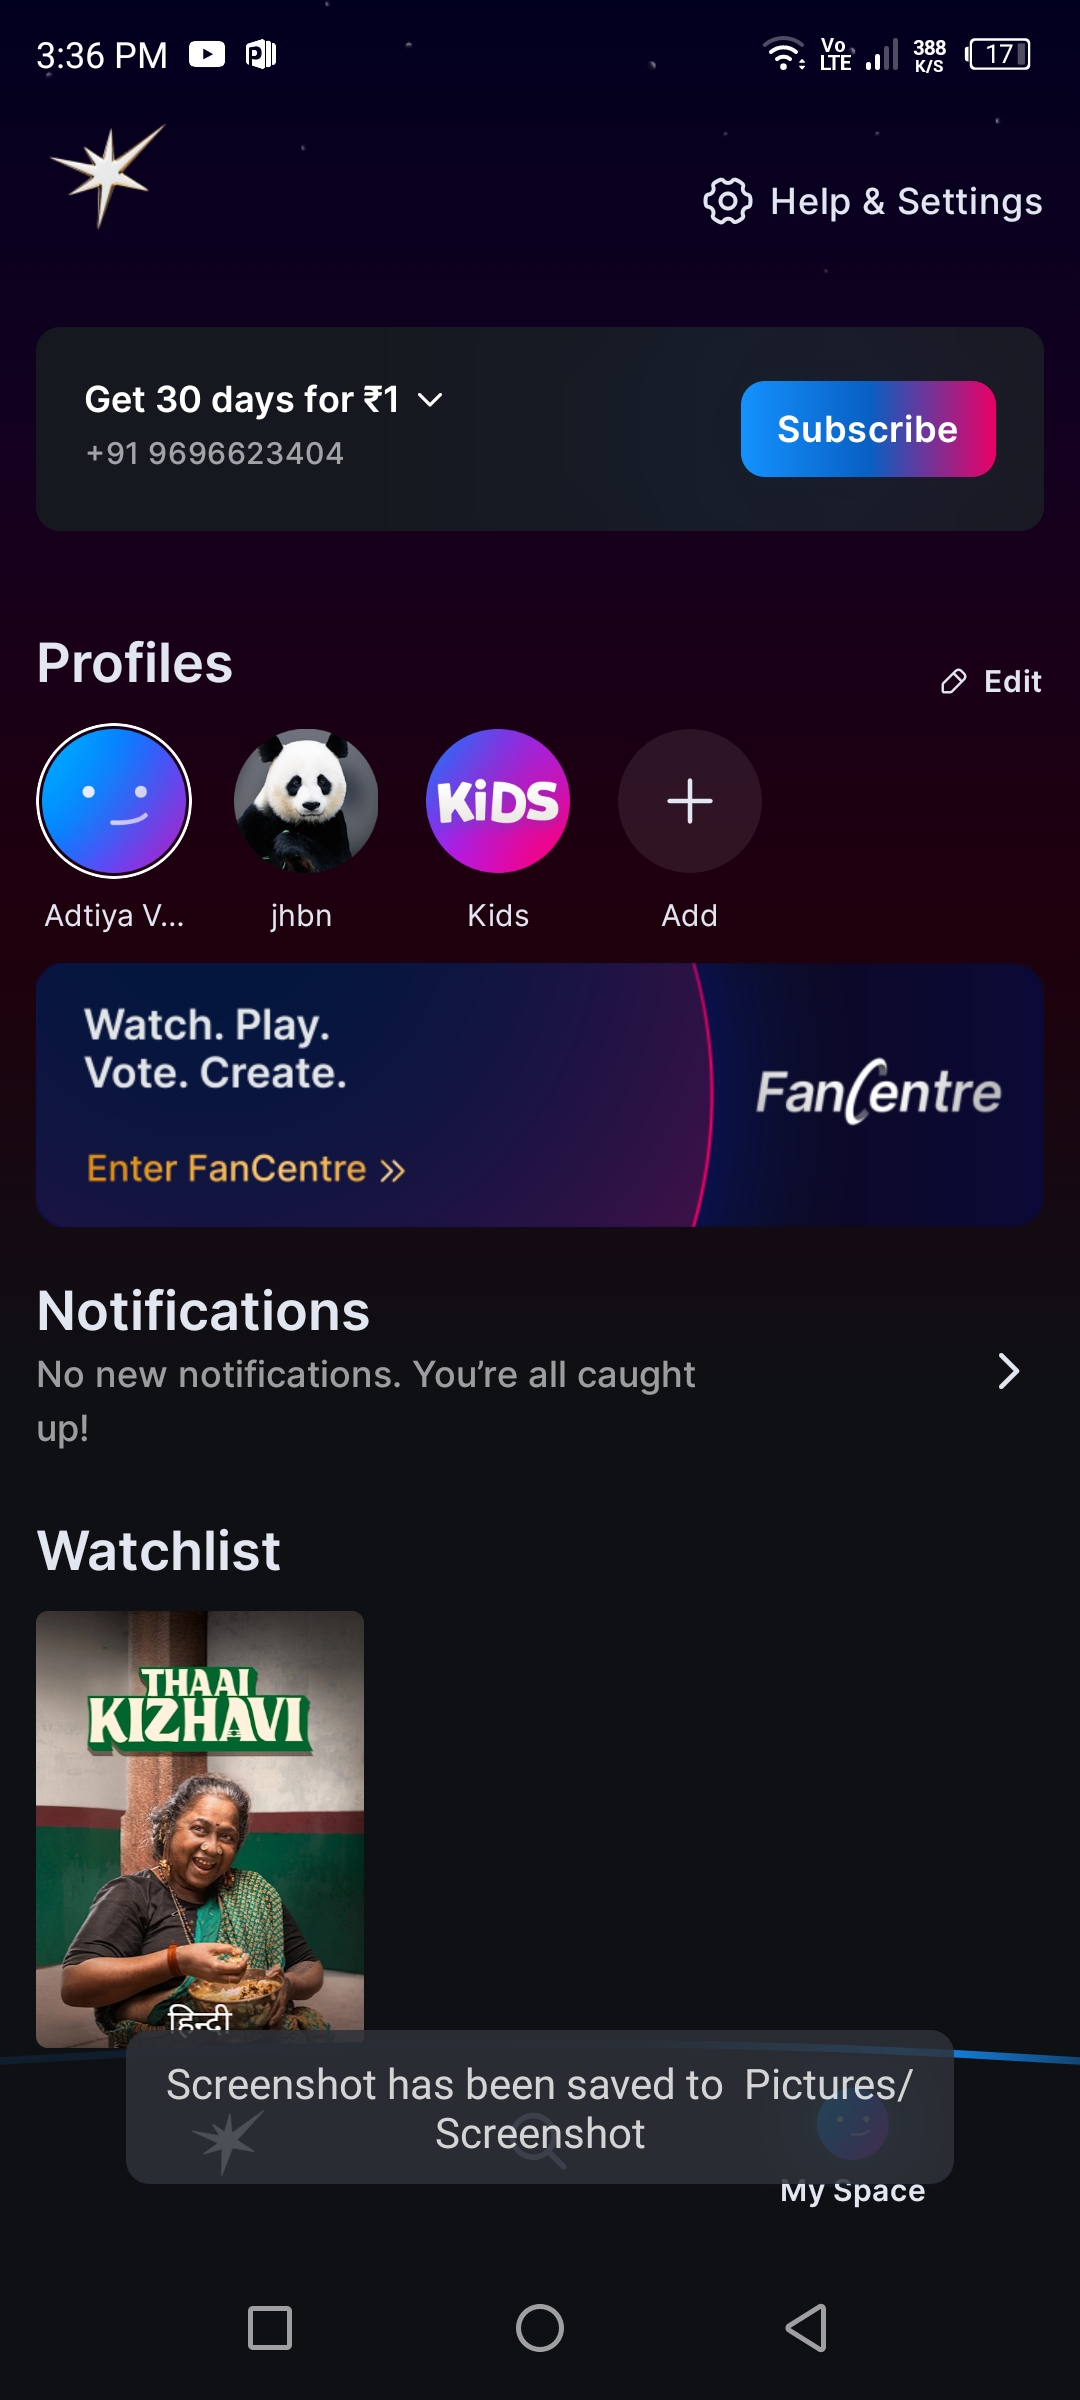 3:36 PM
Vo
LTE
388
K/S
17
Help & Settings
Get 30 days for ₹1
+91 9696623404
Subscribe
Profiles
Edit
KiDS
Adtiya V...
jhbn
Kids
Add
Watch. Play.
Vote. Create.
FanCentre
Enter FanCentre »
Notifications
No new notifications. You’re all caught
up!
Watchlist
THAAI
KIZHAVI
हिन्दी
Screenshot has been saved to Pictures/
Screenshot
My Space